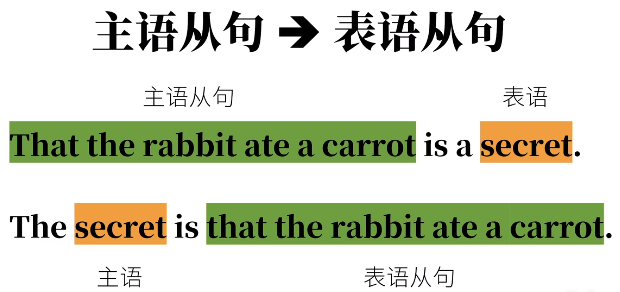 主语从句 → 表语从句
主语从句 表语
That the rabbit ate a carrot is a secret.
The secret is that the rabbit ate a carrot.
主语 表语从句